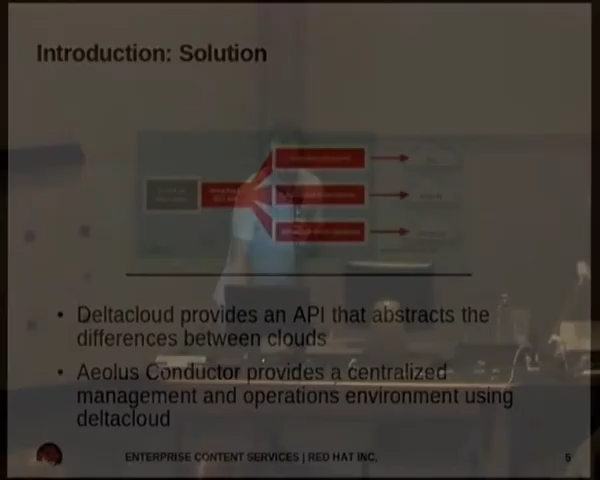 Introduction: Solution
• Deltacloud provides an API that abstracts the
differences between clouds
• Aeolus Conductor provides a centralized
management and operations environment using
deltacloud
ENTERPRISE CONTENT SERVICES | RED HAT INC.
5